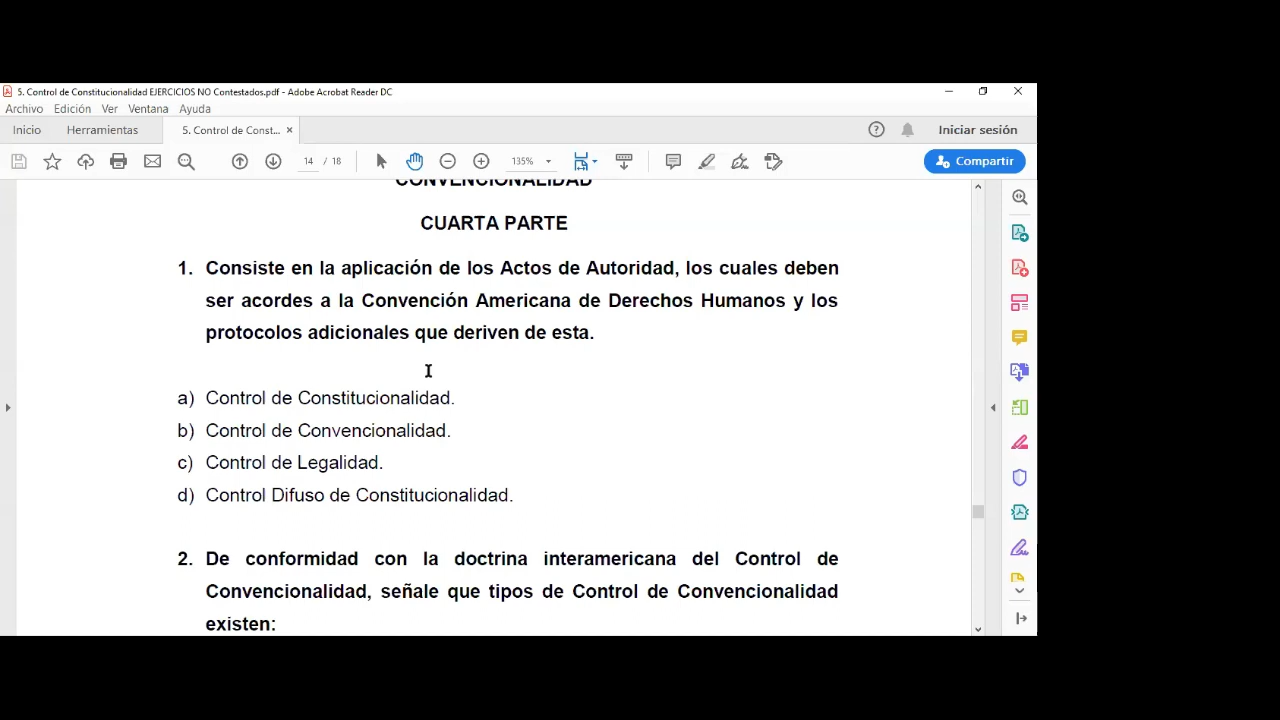 5. Control de Constitucionalidad EJERCICIOS NO Contestados.pdf - Adobe Acrobat Reader DC
Archivo Edición Ver Ventana Ayuda
Inicio Herramientas 5. Control de Const... × Iniciar sesión
14 / 18 135% Compartir
CONVENCIONALIDAD
CUARTA PARTE
1. Consiste en la aplicación de los Actos de Autoridad, los cuales deben
ser acordes a la Convención Americana de Derechos Humanos y los
protocolos adicionales que deriven de esta.
a) Control de Constitucionalidad.
b) Control de Convencionalidad.
c) Control de Legalidad.
d) Control Difuso de Constitucionalidad.
2. De conformidad con la doctrina interamericana del Control de
Convencionalidad, señale que tipos de Control de Convencionalidad
existen: